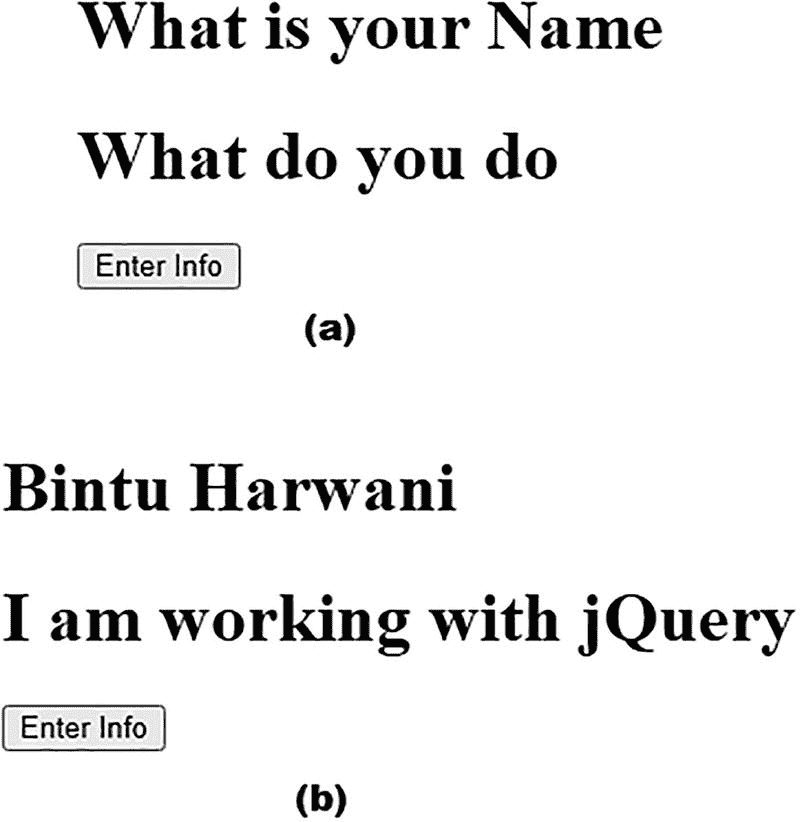 What is your Name
What do you do
Enter Info
(a)
Bintu Harwani
I am working with jQuery
Enter Info
(b)